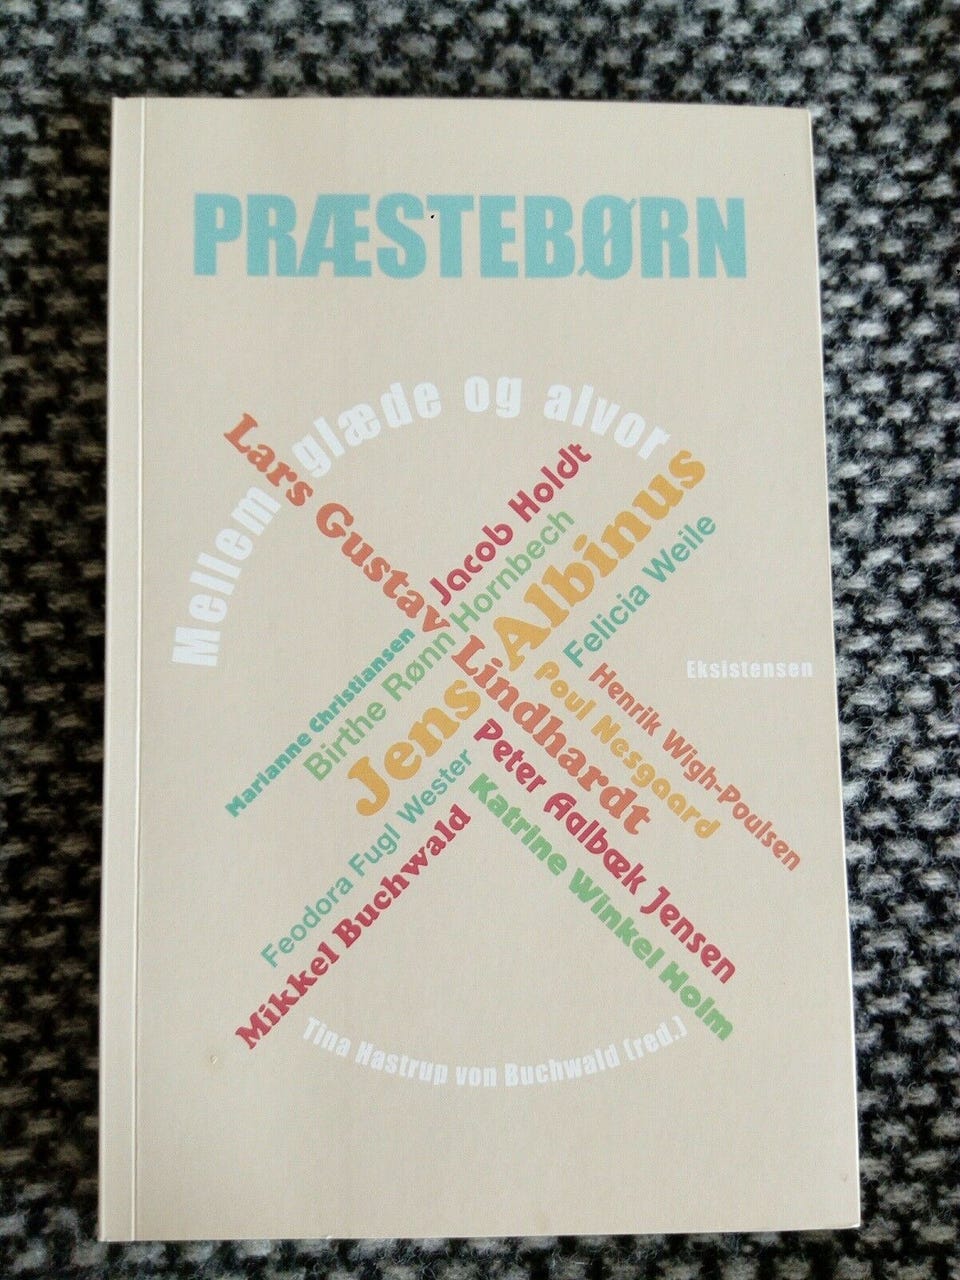 PRÆSTEBØRN
Mellem glæde og alvor
Lars Gustav Lindhardt
Jacob Holdt
Marianne Christiansen
Birthe Rønn Hornbech
Jens Albinus
Felicia Weile
Eksistensen
Henrik Wigh-Poulsen
Poul Nesgaard
Peter Aalbæk Jensen
Katrine Winkel Holm
Feodora Fugl Wester
Mikkel Buchwald
Tina Hastrup von Buchwald (red.)